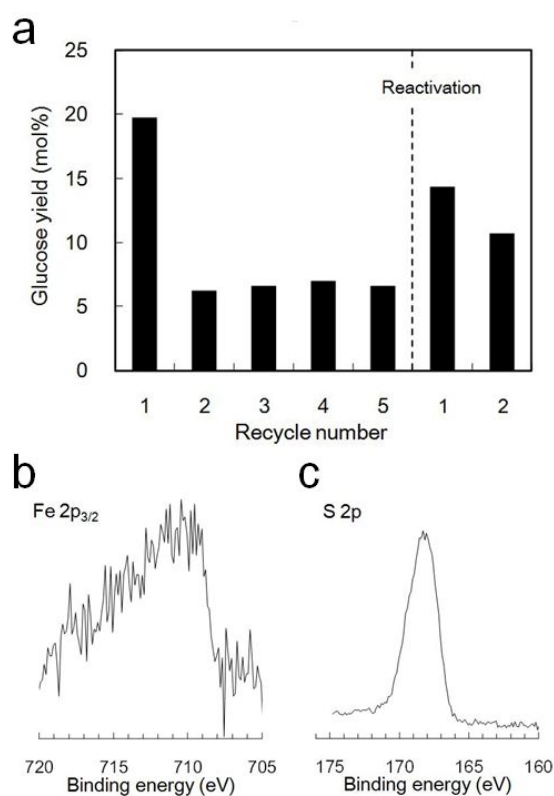 a
25
20
15
10
5
0
Glucose yield (mol%)
Reactivation
1 2 3 4 5 1 2
Recycle number
b
Fe 2p3/2
720 715 710 705
Binding energy (eV)
c
S 2p
175 170 165 160
Binding energy (eV)